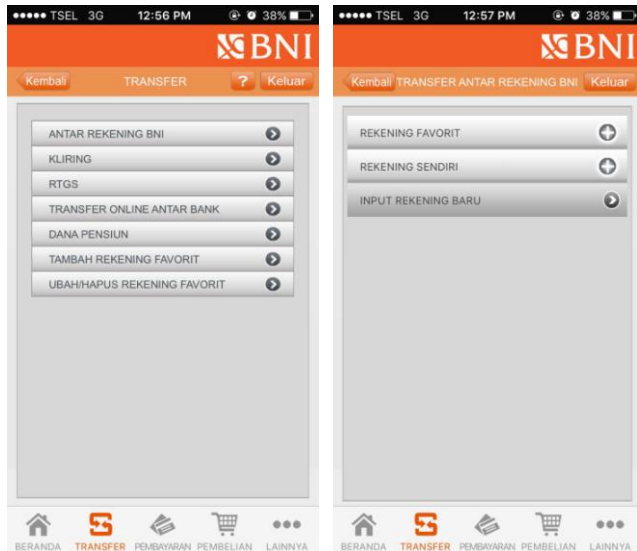 TSEL 3G 12:56 PM 38%
BNI
Kembali TRANSFER ? Keluar
ANTAR REKENING BNI
KLIRING
RTGS
TRANSFER ONLINE ANTAR BANK
DANA PENSIUN
TAMBAH REKENING FAVORIT
UBAH/HAPUS REKENING FAVORIT
BERANDA TRANSFER PEMBAYARAN PEMBELIAN LAINNYA
TSEL 3G 12:57 PM 38%
BNI
Kembali TRANSFER ANTAR REKENING BNI Keluar
REKENING FAVORIT
REKENING SENDIRI
INPUT REKENING BARU
BERANDA TRANSFER PEMBAYARAN PEMBELIAN LAINNYA